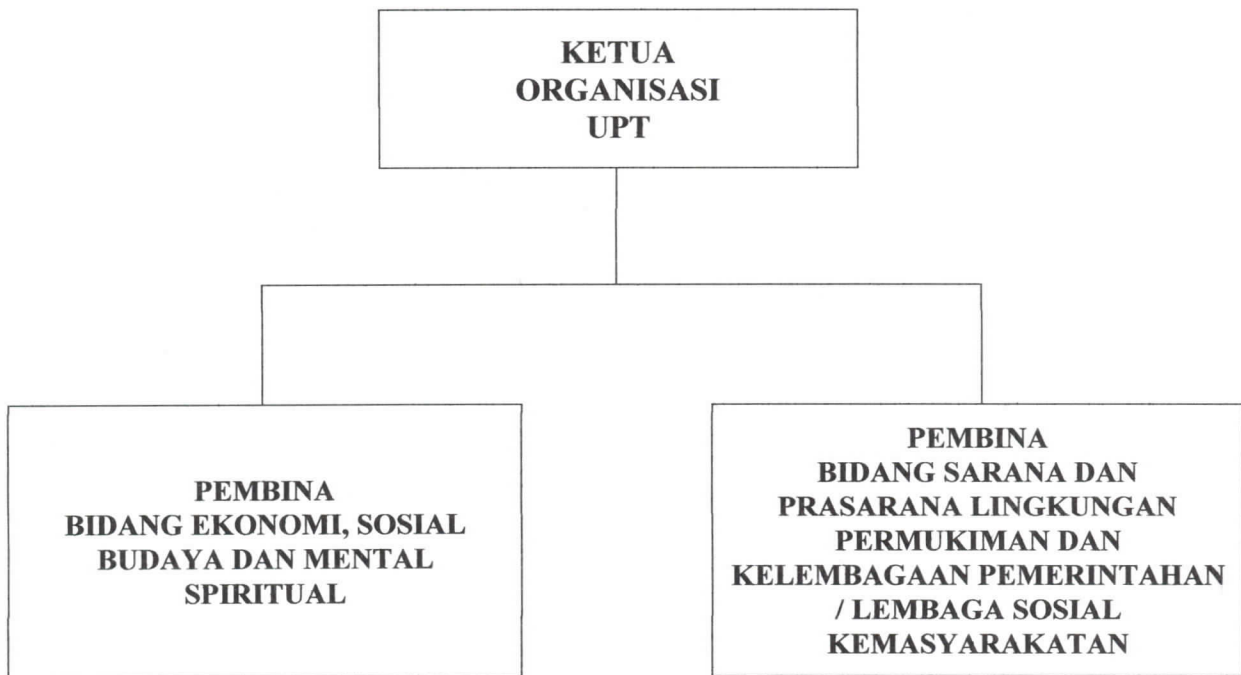 KETUA
ORGANISASI
UPT
PEMBINA
BIDANG EKONOMI, SOSIAL
BUDAYA DAN MENTAL
SPIRITUAL
PEMBINA
BIDANG SARANA DAN
PRASARANA LINGKUNGAN
PERMUKIMAN DAN
KELEMBAGAAN PEMERINTAHAN
/ LEMBAGA SOSIAL
KEMASYARAKATAN